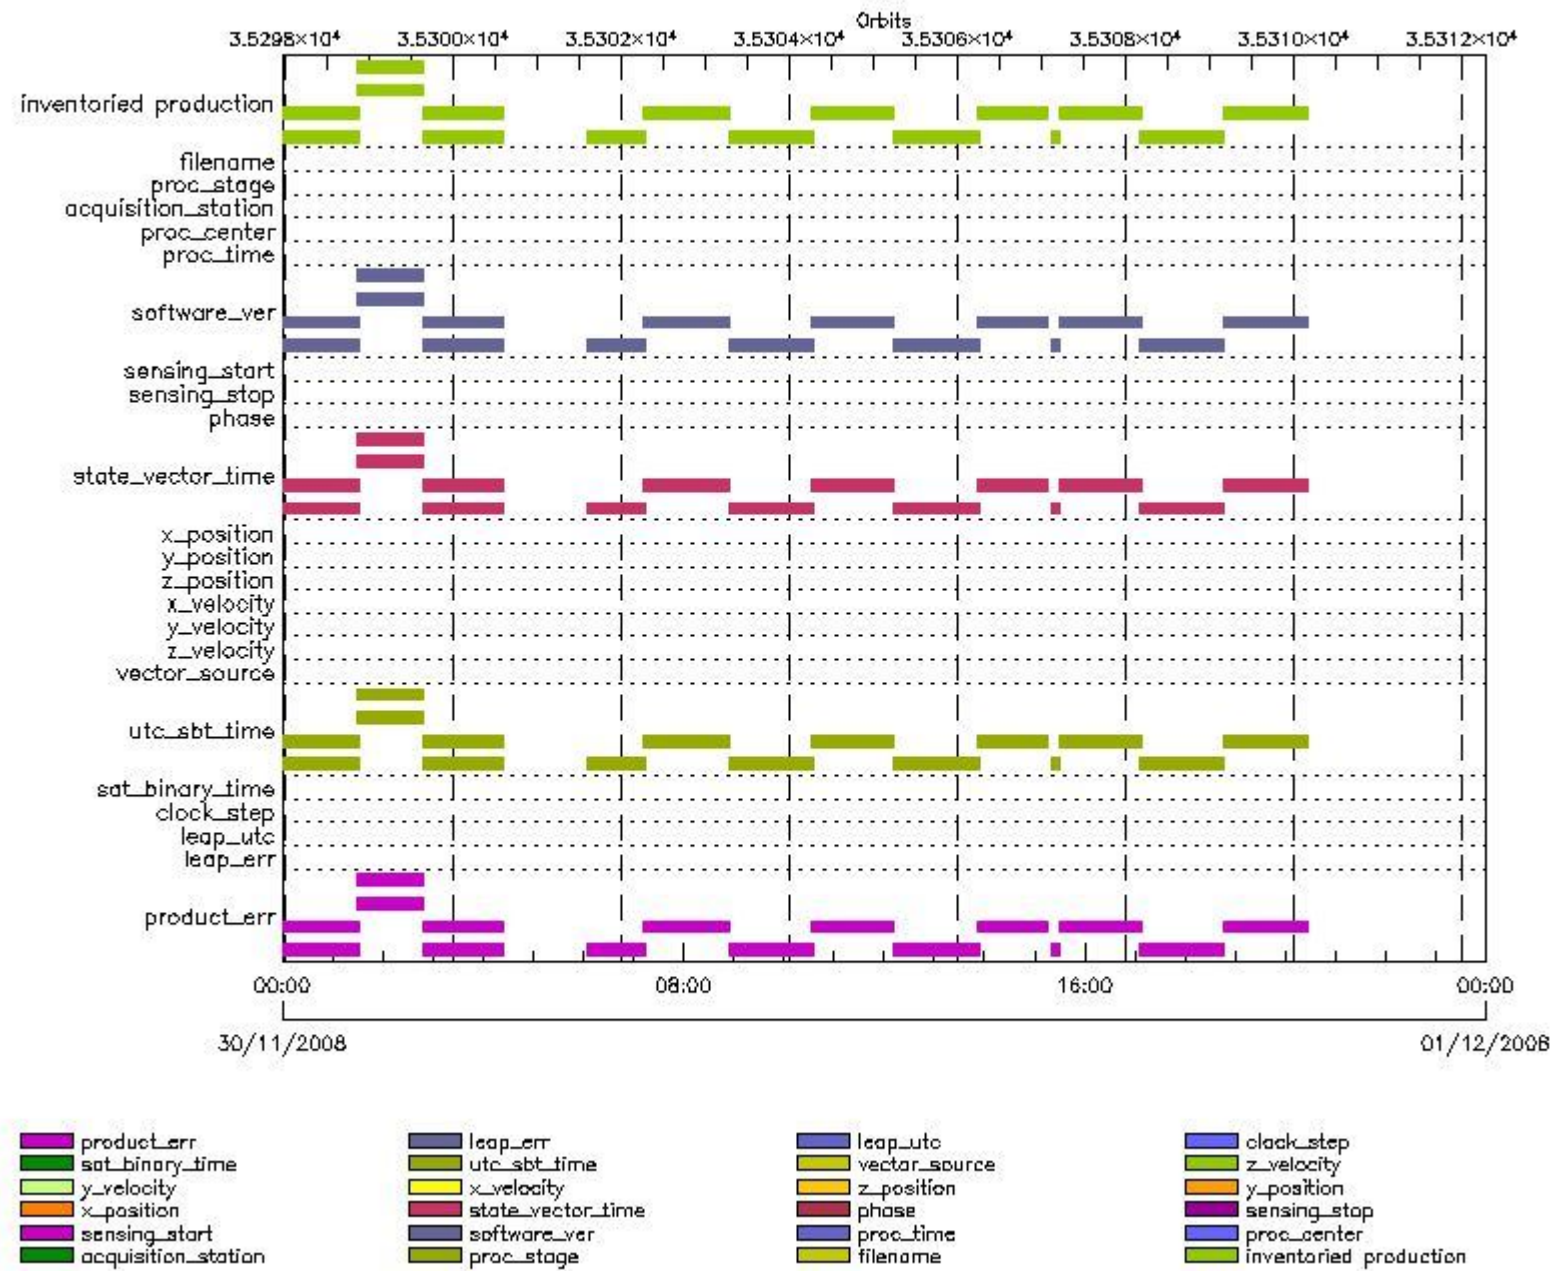 Orbits
3.5298×10⁴ 3.5300×10⁴ 3.5302×10⁴ 3.5304×10⁴ 3.5306×10⁴ 3.5308×10⁴ 3.5310×10⁴ 3.5312×10⁴
inventoried production
filename
proc_stage
acquisition_station
proc_center
proc_time
software_ver
sensing_start
sensing_stop
phase
state_vector_time
x_position
y_position
z_position
x_velocity
y_velocity
z_velocity
vector_source
utc_sbt_time
sat_binary_time
clock_step
leap_utc
leap_err
product_err
00:00 08:00 16:00 00:00
30/11/2008 01/12/2008
product_err leap_err leap_utc clock_step
sat_binary_time utc_sbt_time vector_source z_velocity
y_velocity x_velocity z_position y_position
x_position state_vector_time phase sensing_stop
sensing_start software_ver proc_time proc_center
acquisition_station proc_stage filename inventoried production